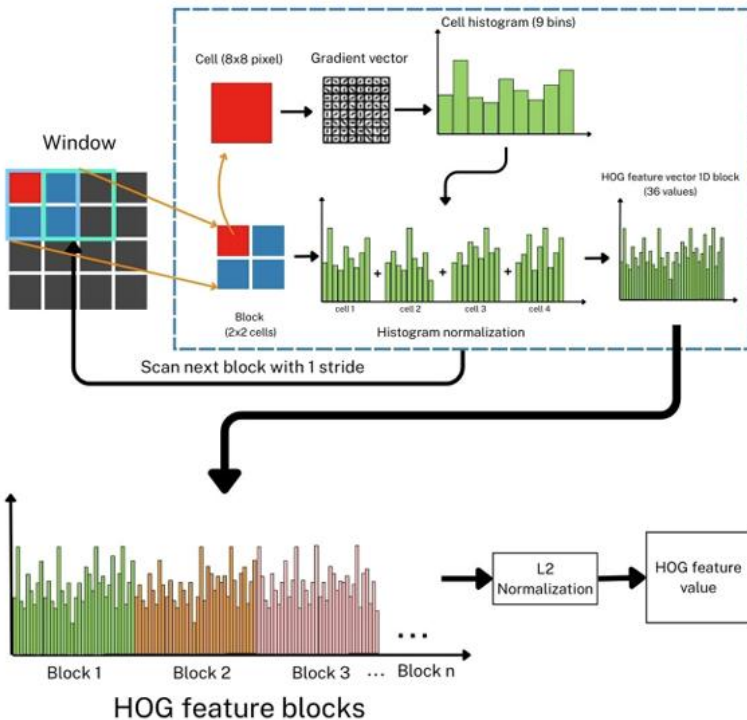 Cell histogram (9 bins)
Cell (8x8 pixel)
Gradient vector
Window
HOG feature vector 1D block
(36 values)
Block
(2x2 cells)
cell 1
+
cell 2
+
cell 3
+
cell 4
Histogram normalization
Scan next block with 1 stride
L2
Normalization
HOG feature
value
...
Block 1
Block 2
Block 3
...
Block n
HOG feature blocks